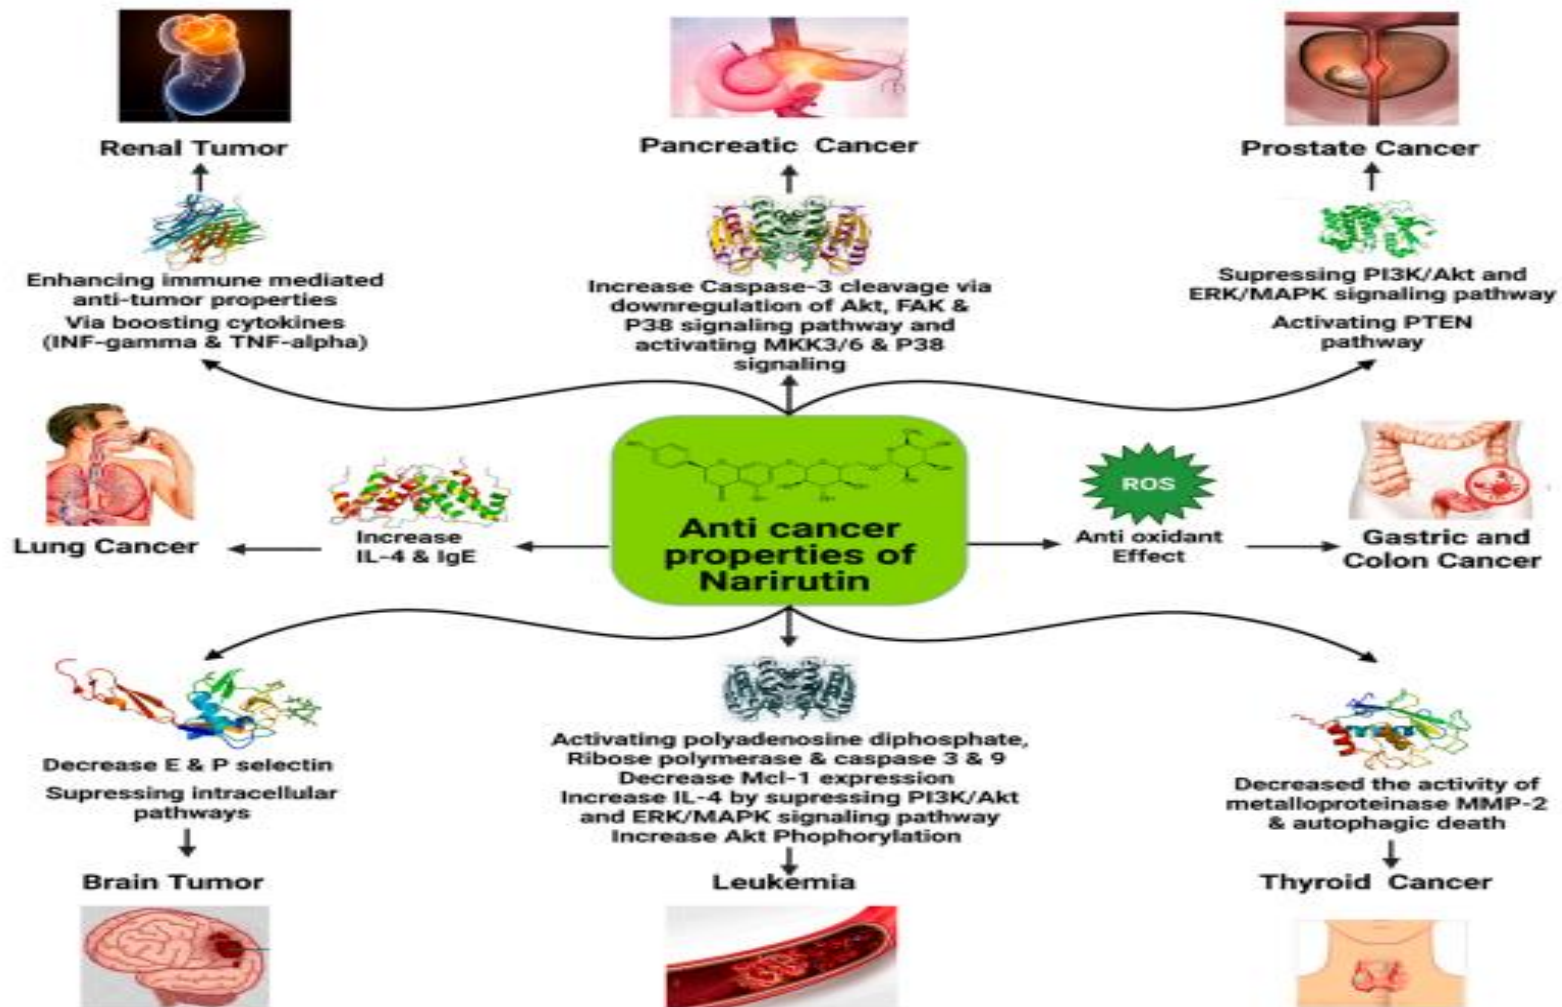 Renal Tumor
Enhancing immune mediated
anti-tumor properties
Via boosting cytokines
(INF-gamma & TNF-alpha)
Pancreatic Cancer
Increase Caspase-3 cleavage via
downregulation of Akt, FAK &
P38 signaling pathway and
activating MKK3/6 & P38
signaling
Prostate Cancer
Supressing PI3K/Akt and
ERK/MAPK signaling pathway
Activating PTEN
pathway
Lung Cancer
Increase
IL-4 & IgE
Anti cancer
properties of
Narirutin
ROS
Anti oxidant
Effect
Gastric and
Colon Cancer
Decrease E & P selectin
Supressing intracellular
pathways
Brain Tumor
Activating polyadenosine diphosphate,
Ribose polymerase & caspase 3 & 9
Decrease Mcl-1 expression
Increase IL-4 by supressing PI3K/Akt
and ERK/MAPK signaling pathway
Increase Akt Phophorylation
Leukemia
Decreased the activity of
metalloproteinase MMP-2
& autophagic death
Thyroid Cancer